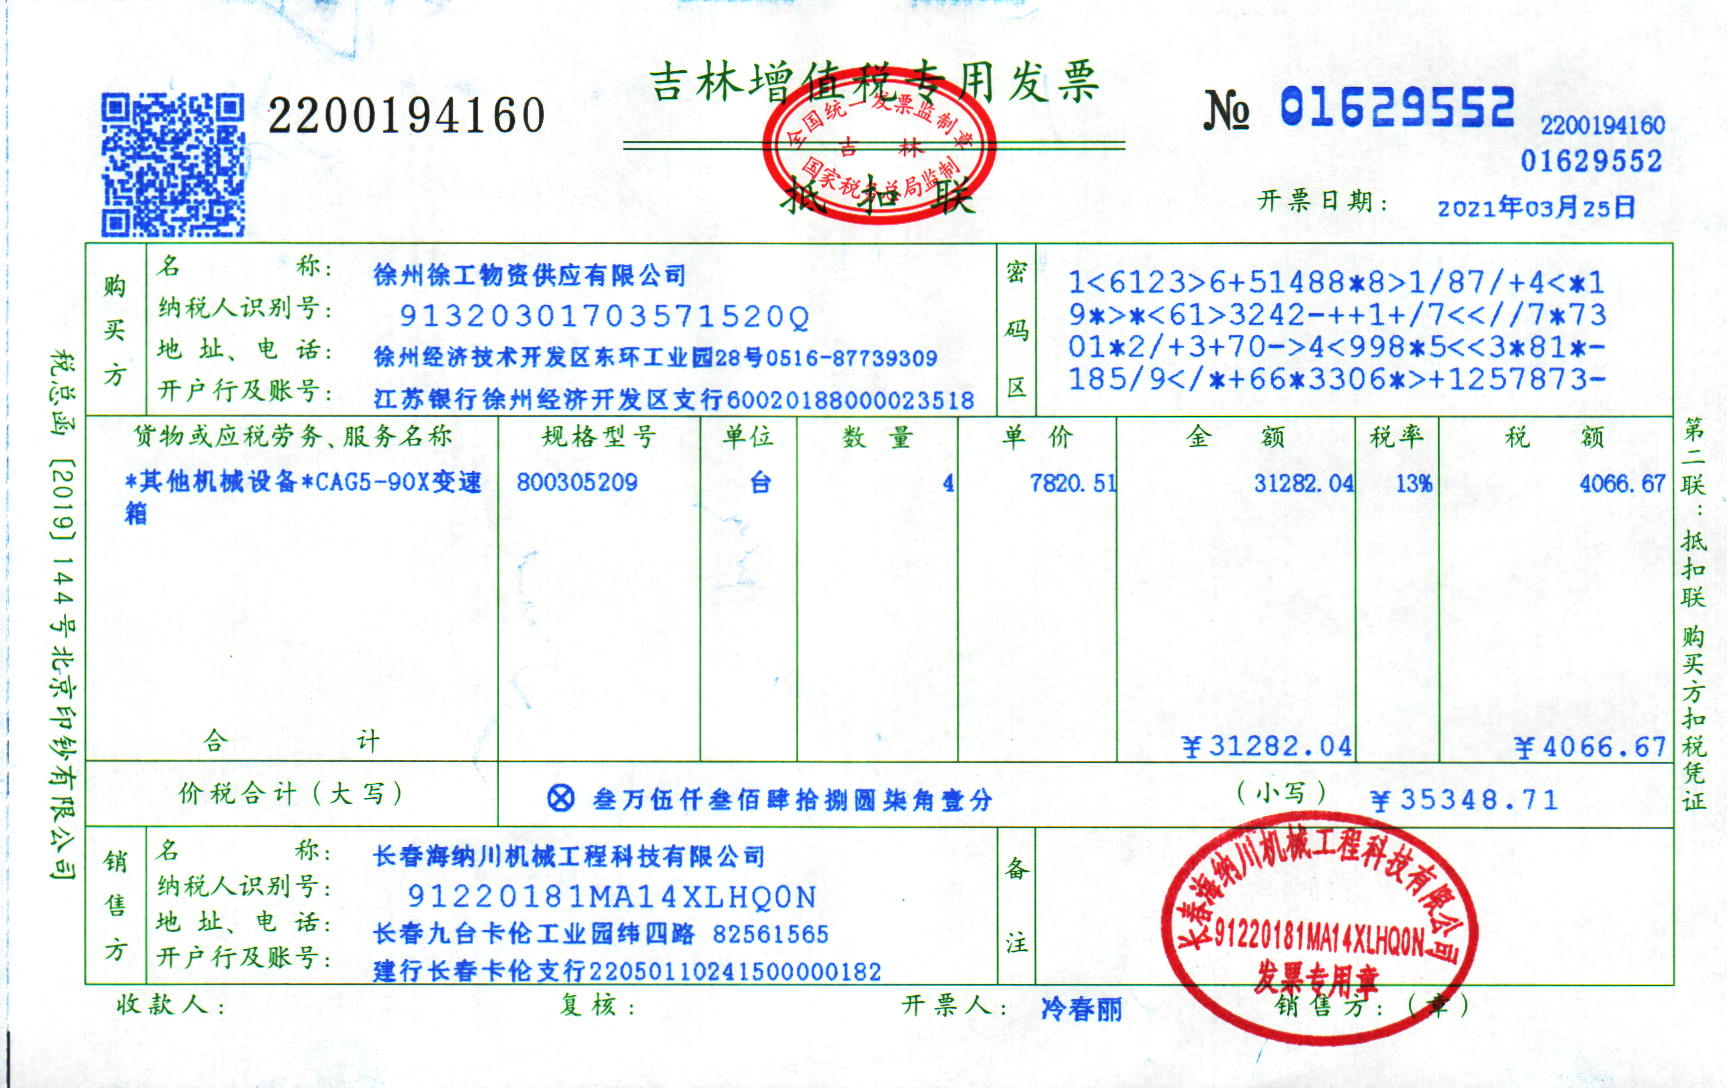 吉林增值税专用发票
2200194160
№ 01629552
2200194160
01629552
全国统一发票监制章
吉林
国家税务总局监制
抵扣联
开票日期： 2021年03月25日
购买方
名称： 徐州徐工物资供应有限公司
纳税人识别号： 91320301703571520Q
地址、电话： 徐州经济技术开发区东环工业园28号0516-87739309
开户行及账号： 江苏银行徐州经济开发区支行60020188000023518
密码区
1<6123>6+51488*8>1/87/+4<*1
9*>*<61>3242-++1+/7<<//7*73
01*2/+3+70->4<998*5<<3*81*-
185/9</*+66*3306*>+1257873-
货物或应税劳务、服务名称 规格型号 单位 数量 单价 金额 税率 税额
*其他机械设备*CAG5-90X变速 800305209 台 4 7820.51 31282.04 13% 4066.67
箱
合计 ¥31282.04 ¥4066.67
价税合计（大写） ⊗ 叁万伍仟叁佰肆拾捌圆柒角壹分 （小写） ¥35348.71
销售方
名称： 长春海纳川机械工程科技有限公司
纳税人识别号： 91220181MA14XLHQ0N
地址、电话： 长春九台卡伦工业园纬四路 82561565
开户行及账号： 建行长春卡伦支行22050110241500000182
备注
长春海纳川机械工程科技有限公司
91220181MA14XLHQ0N
发票专用章
收款人： 复核： 开票人： 冷春丽 销售方：（章）
税总函〔2019〕144号北京印钞有限公司
第二联：抵扣联 购买方扣税凭证